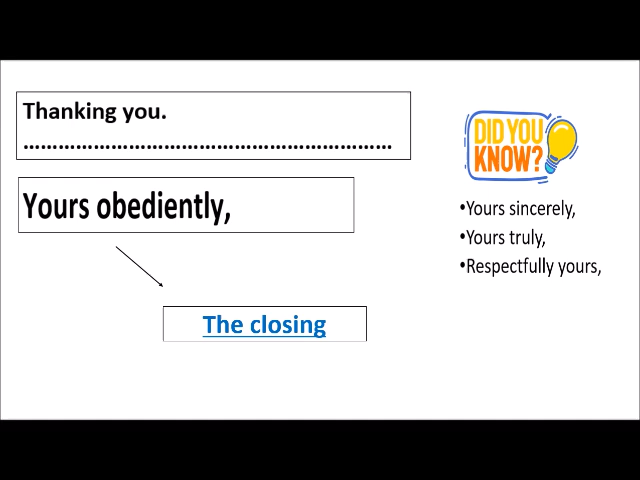 Thanking you.
................................................................
Yours obediently,
The closing
DID YOU
KNOW?
•Yours sincerely,
•Yours truly,
•Respectfully yours,